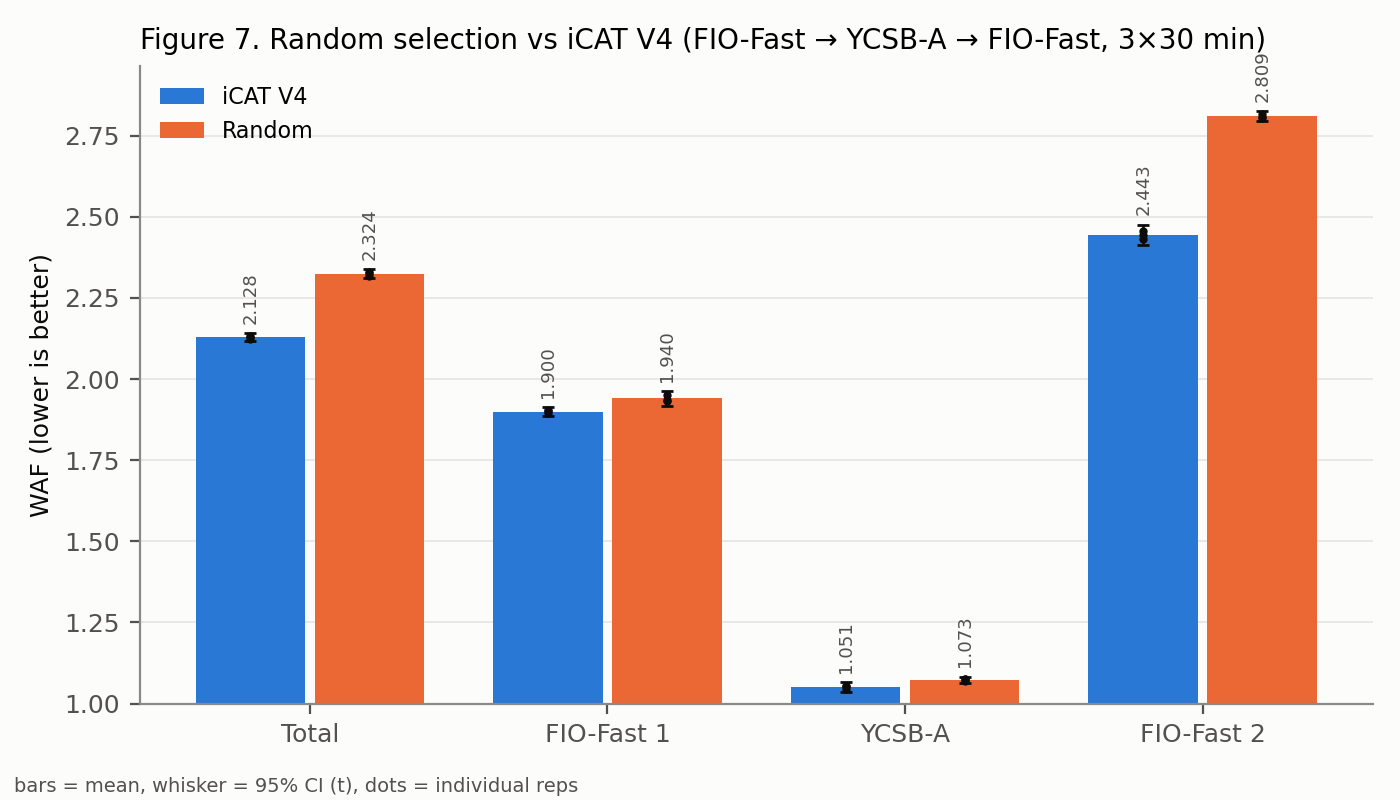 Figure 7. Random selection vs iCAT V4 (FIO-Fast → YCSB-A → FIO-Fast, 3×30 min)
iCAT V4
Random
WAF (lower is better)
2.75
2.50
2.25
2.00
1.75
1.50
1.25
1.00
2.128
2.324
1.900
1.940
1.051
1.073
2.443
2.809
Total
FIO-Fast 1
YCSB-A
FIO-Fast 2
bars = mean, whisker = 95% CI (t), dots = individual reps